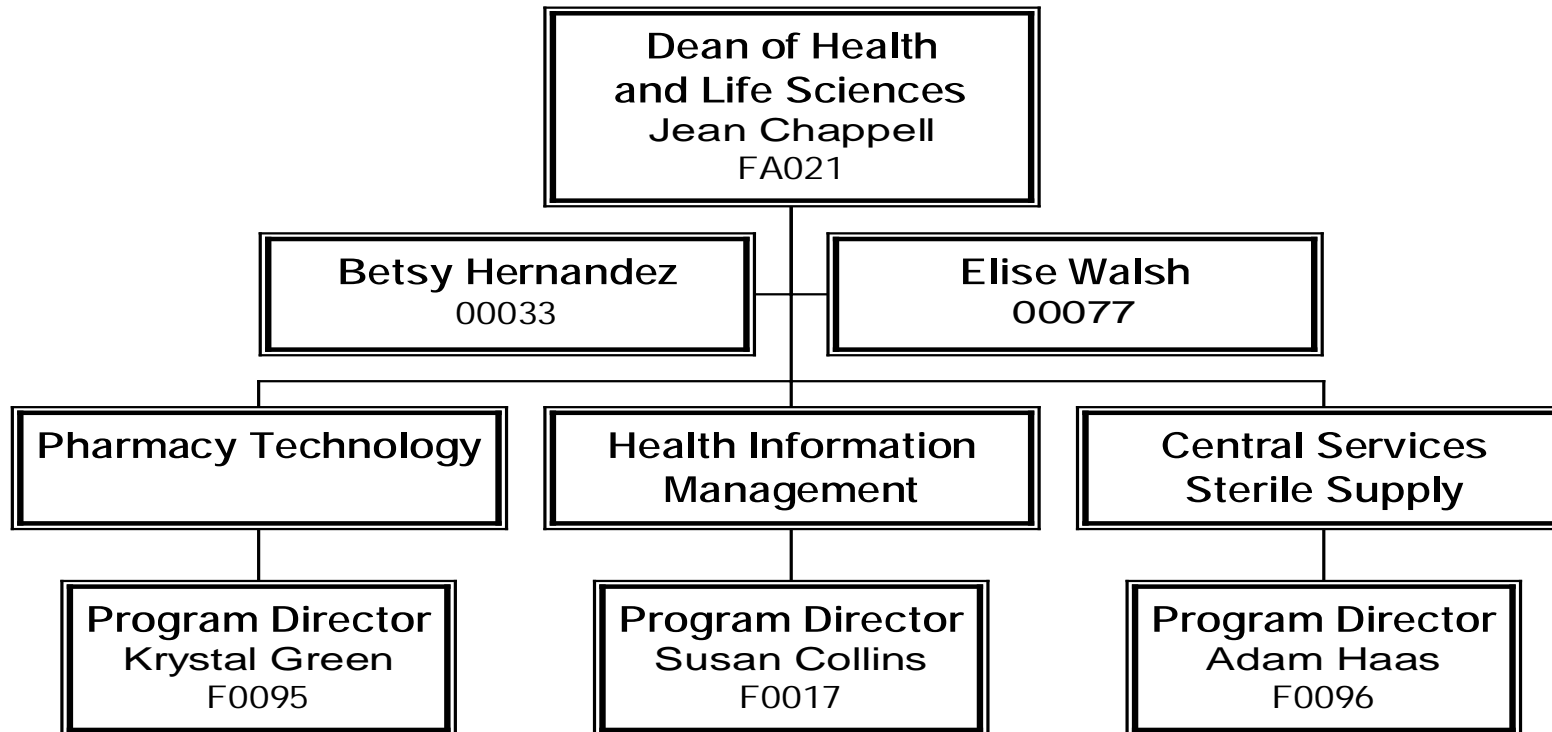 Dean of Health
and Life Sciences
Jean Chappell
FA021
Betsy Hernandez
00033
Elise Walsh
00077
Pharmacy Technology
Health Information
Management
Central Services
Sterile Supply
Program Director
Krystal Green
F0095
Program Director
Susan Collins
F0017
Program Director
Adam Haas
F0096